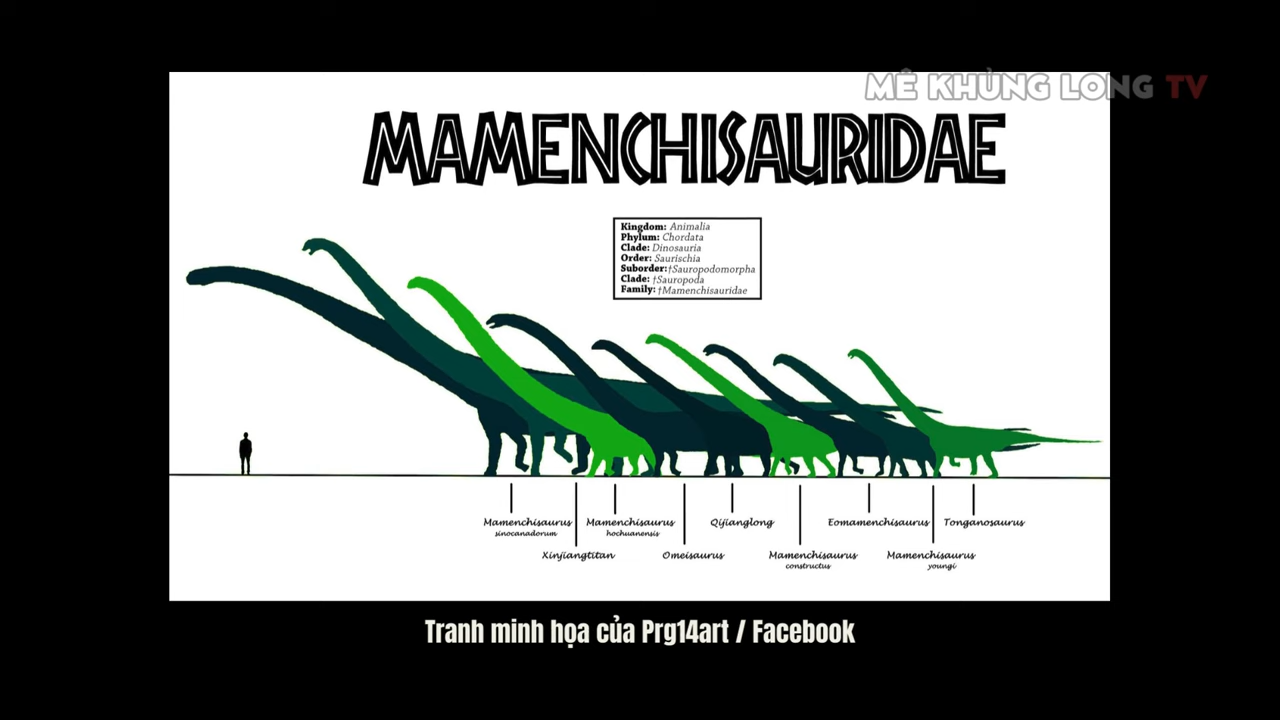 MÊ KHỦNG LONG TV
MAMENCHISAURIDAE
Kingdom: Animalia
Phylum: Chordata
Clade: Dinosauria
Order: Saurischia
Suborder:†Sauropodomorpha
Clade: †Sauropoda
Family: †Mamenchisauridae
Mamenchisaurus
sinocanadorum
Xinjiangtitan
Mamenchisaurus
hochuanensis
Omeisaurus
Qijianglong
Mamenchisaurus
constructus
Eomamenchisaurus
Mamenchisaurus
youngi
Tonganosaurus
Tranh minh họa của Prg14art / Facebook